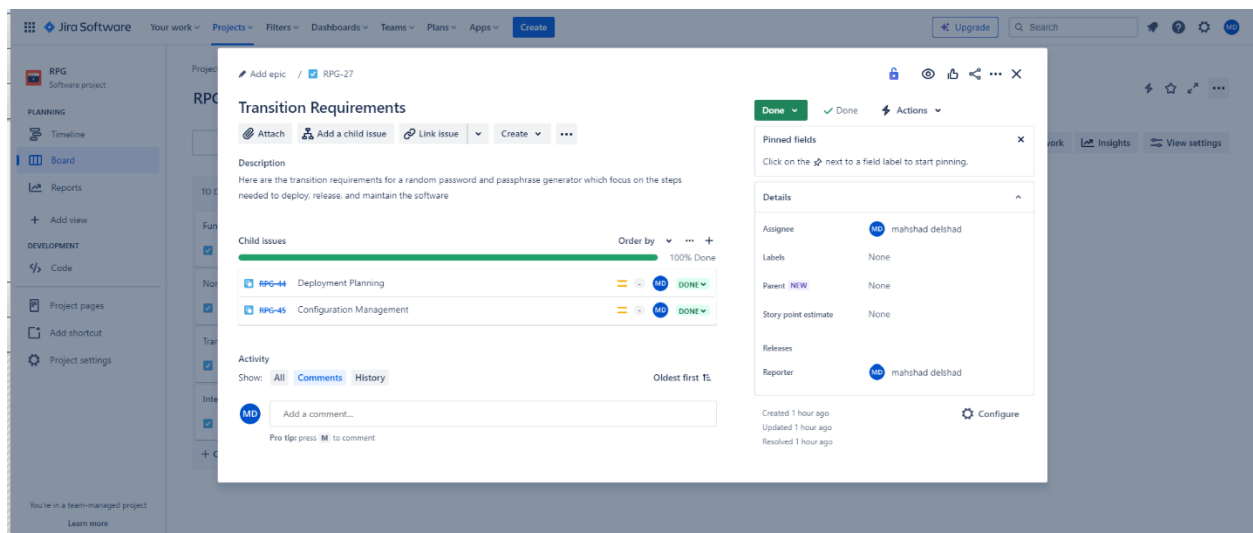 Jira Software Your work Projects Filters Dashboards Teams Plans Apps Create Upgrade Search MD
RPG
Software project
PLANNING
Timeline
Board
Reports
Add view
DEVELOPMENT
Code
Project pages
Add shortcut
Project settings
You're in a team-managed project
Learn more
Projec
RPG
TO D
Fun
Non
Tran
Inte
+ C
Add epic / RPG-27
Transition Requirements
Attach Add a child issue Link issue Create
Description
Here are the transition requirements for a random password and passphrase generator which focus on the steps
needed to deploy, release, and maintain the software
Child issues Order by
100% Done
RPG-44 Deployment Planning - MD DONE
RPG-45 Configuration Management - MD DONE
Activity
Show: All Comments History Oldest first
MD Add a comment...
Pro tip: press M to comment
Done Done Actions
Pinned fields
Click on the next to a field label to start pinning.
Details
Assignee MD mahshad delshad
Labels None
Parent NEW None
Story point estimate None
Releases
Reporter MD mahshad delshad
Created 1 hour ago Configure
Updated 1 hour ago
Resolved 1 hour ago
ork Insights View settings